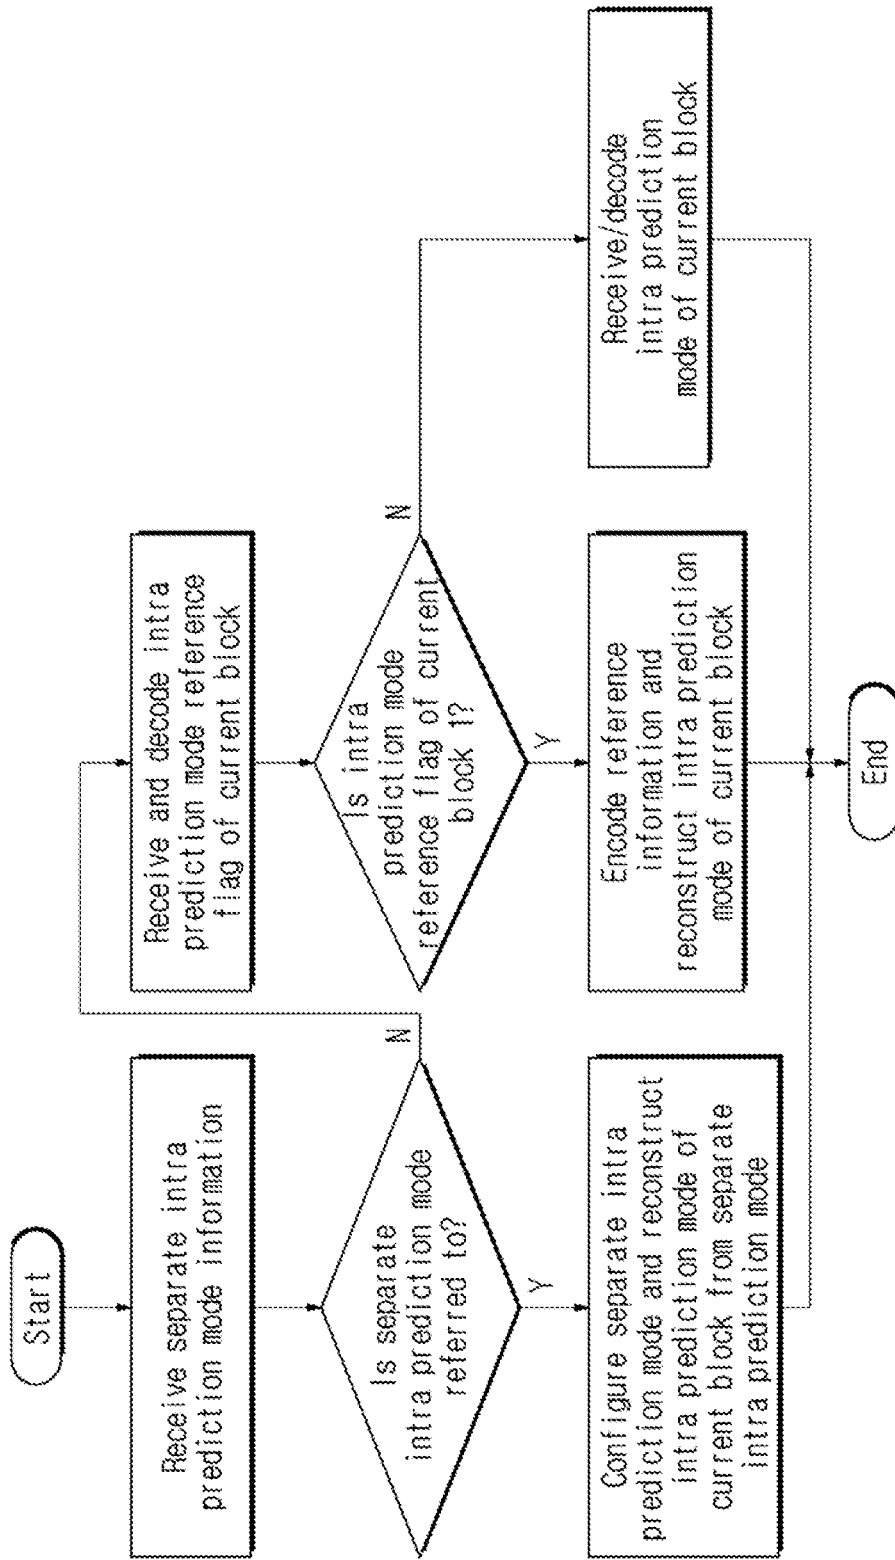 Start
Receive separate intra
prediction mode information
Is separate
intra prediction mode
referred to?
N
Y
Configure separate intra
prediction mode and reconstruct
intra prediction mode of
current block from separate
intra prediction mode
Receive and decode intra
prediction mode reference
flag of current block
Is intra
prediction mode
reference flag of current
block 1?
N
Y
Encode reference
information and
reconstruct intra prediction
mode of current block
Receive/decode
intra prediction
mode of current block
End